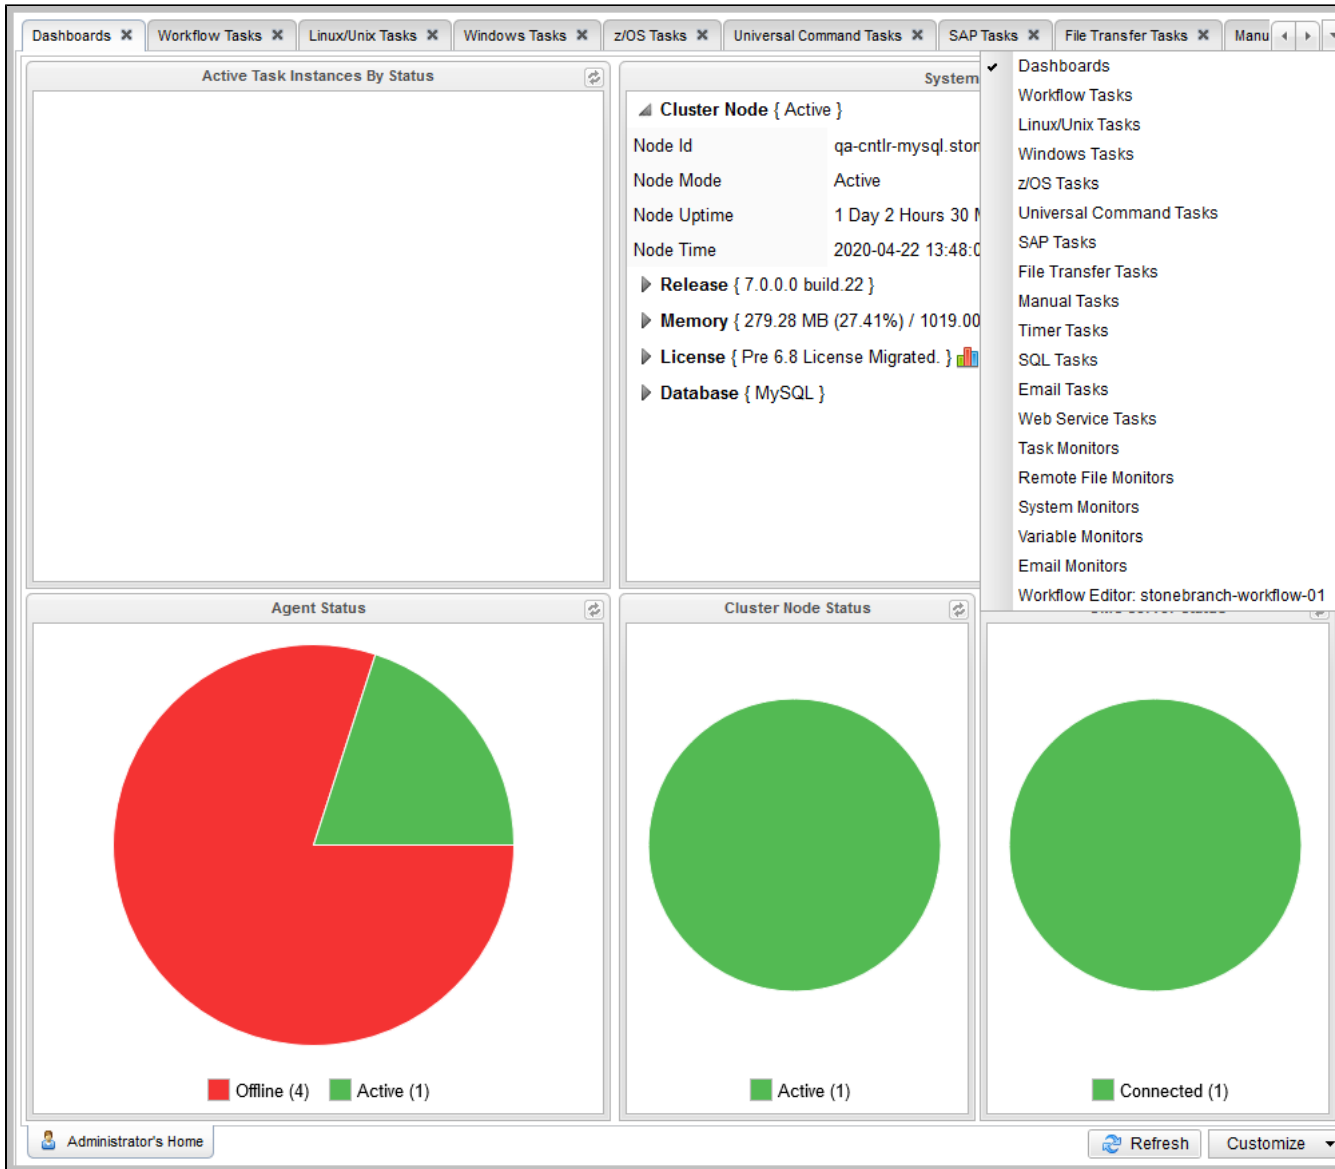 Dashboards
Workflow Tasks
Linux/Unix Tasks
Windows Tasks
z/OS Tasks
Universal Command Tasks
SAP Tasks
File Transfer Tasks
Manu
Active Task Instances By Status
System
Cluster Node { Active }
Node Id qa-cntlr-mysql.ston
Node Mode Active
Node Uptime 1 Day 2 Hours 30
Node Time 2020-04-22 13:48:0
Release { 7.0.0.0 build.22 }
Memory { 279.28 MB (27.41%) / 1019.00
License { Pre 6.8 License Migrated. }
Database { MySQL }
Dashboards
Workflow Tasks
Linux/Unix Tasks
Windows Tasks
z/OS Tasks
Universal Command Tasks
SAP Tasks
File Transfer Tasks
Manual Tasks
Timer Tasks
SQL Tasks
Email Tasks
Web Service Tasks
Task Monitors
Remote File Monitors
System Monitors
Variable Monitors
Email Monitors
Workflow Editor: stonebranch-workflow-01
Agent Status
Offline (4) Active (1)
Cluster Node Status
Active (1)
Connected (1)
Administrator's Home
Refresh
Customize